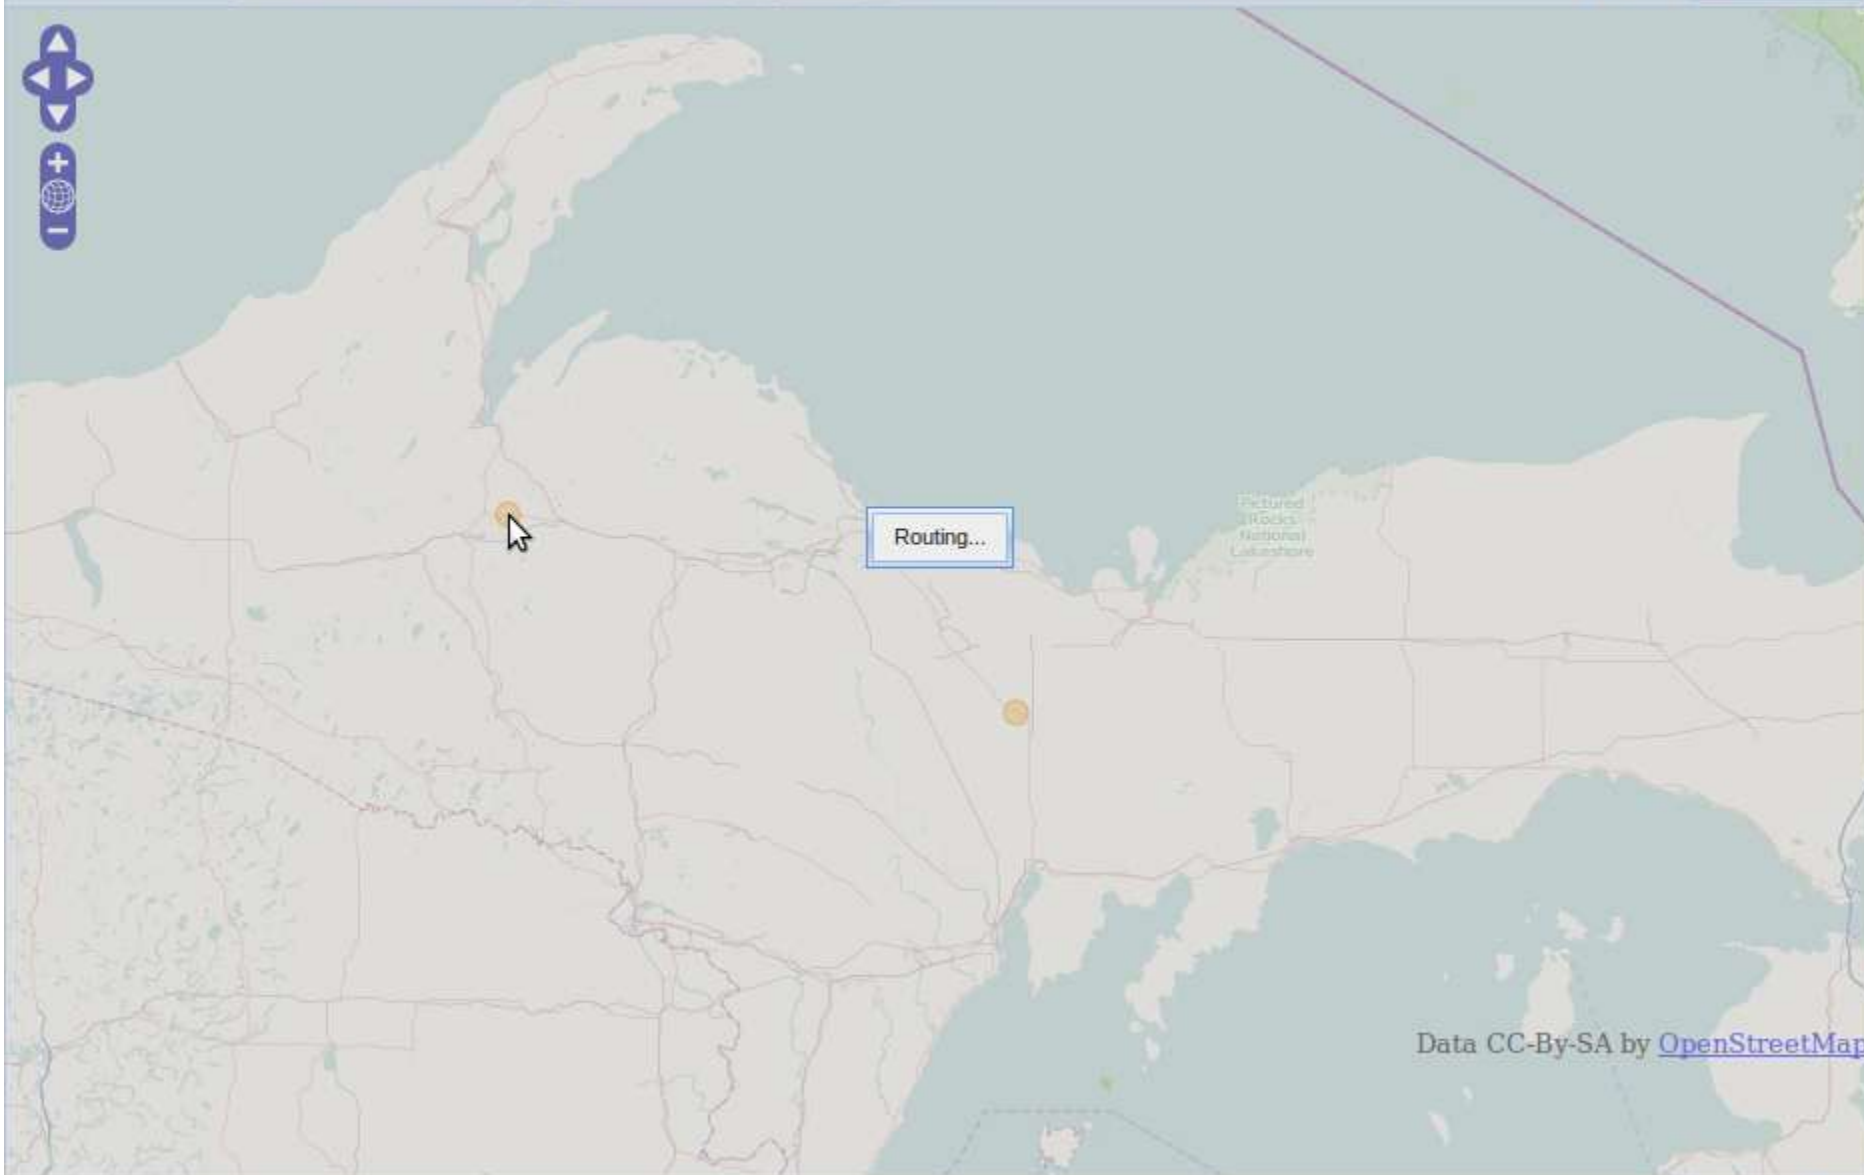 Pictured
Rocks
National
Lakeshore
Routing...
Data CC-By-SA by OpenStreetMap